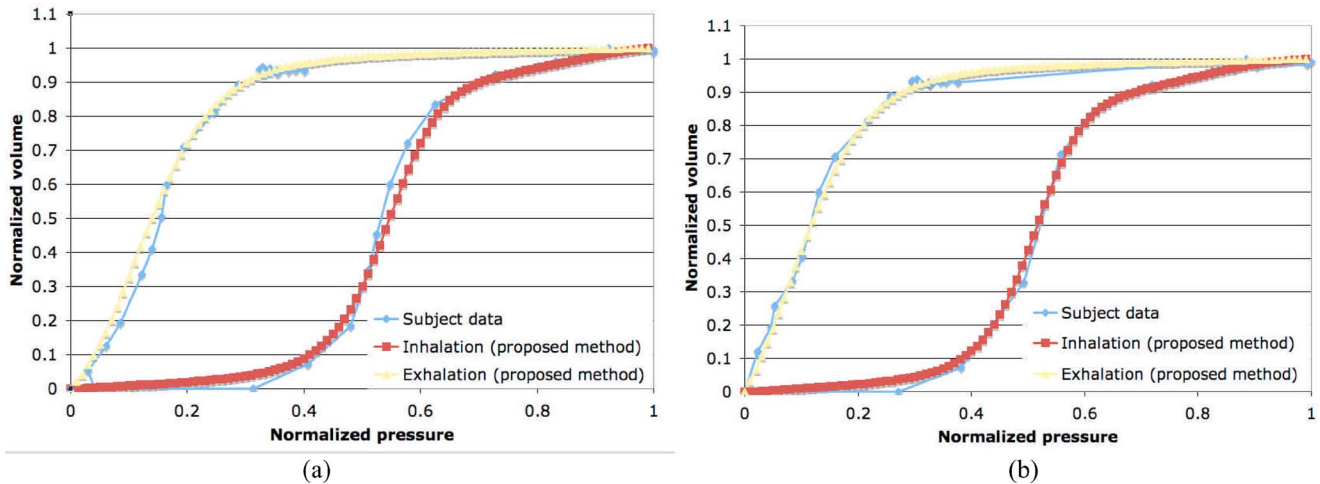 1.1
1
0.9
0.8
0.7
0.6
0.5
0.4
0.3
0.2
0.1
0
Normalized volume
Subject data
Inhalation (proposed method)
Exhalation (proposed method)
0 0.2 0.4 0.6 0.8 1
Normalized pressure
(a)
1.1
1
0.9
0.8
0.7
0.6
0.5
0.4
0.3
0.2
0.1
0
Normalized volume
Subject data
Inhalation (proposed method)
Exhalation (proposed method)
0 0.2 0.4 0.6 0.8 1
Normalized pressure
(b)